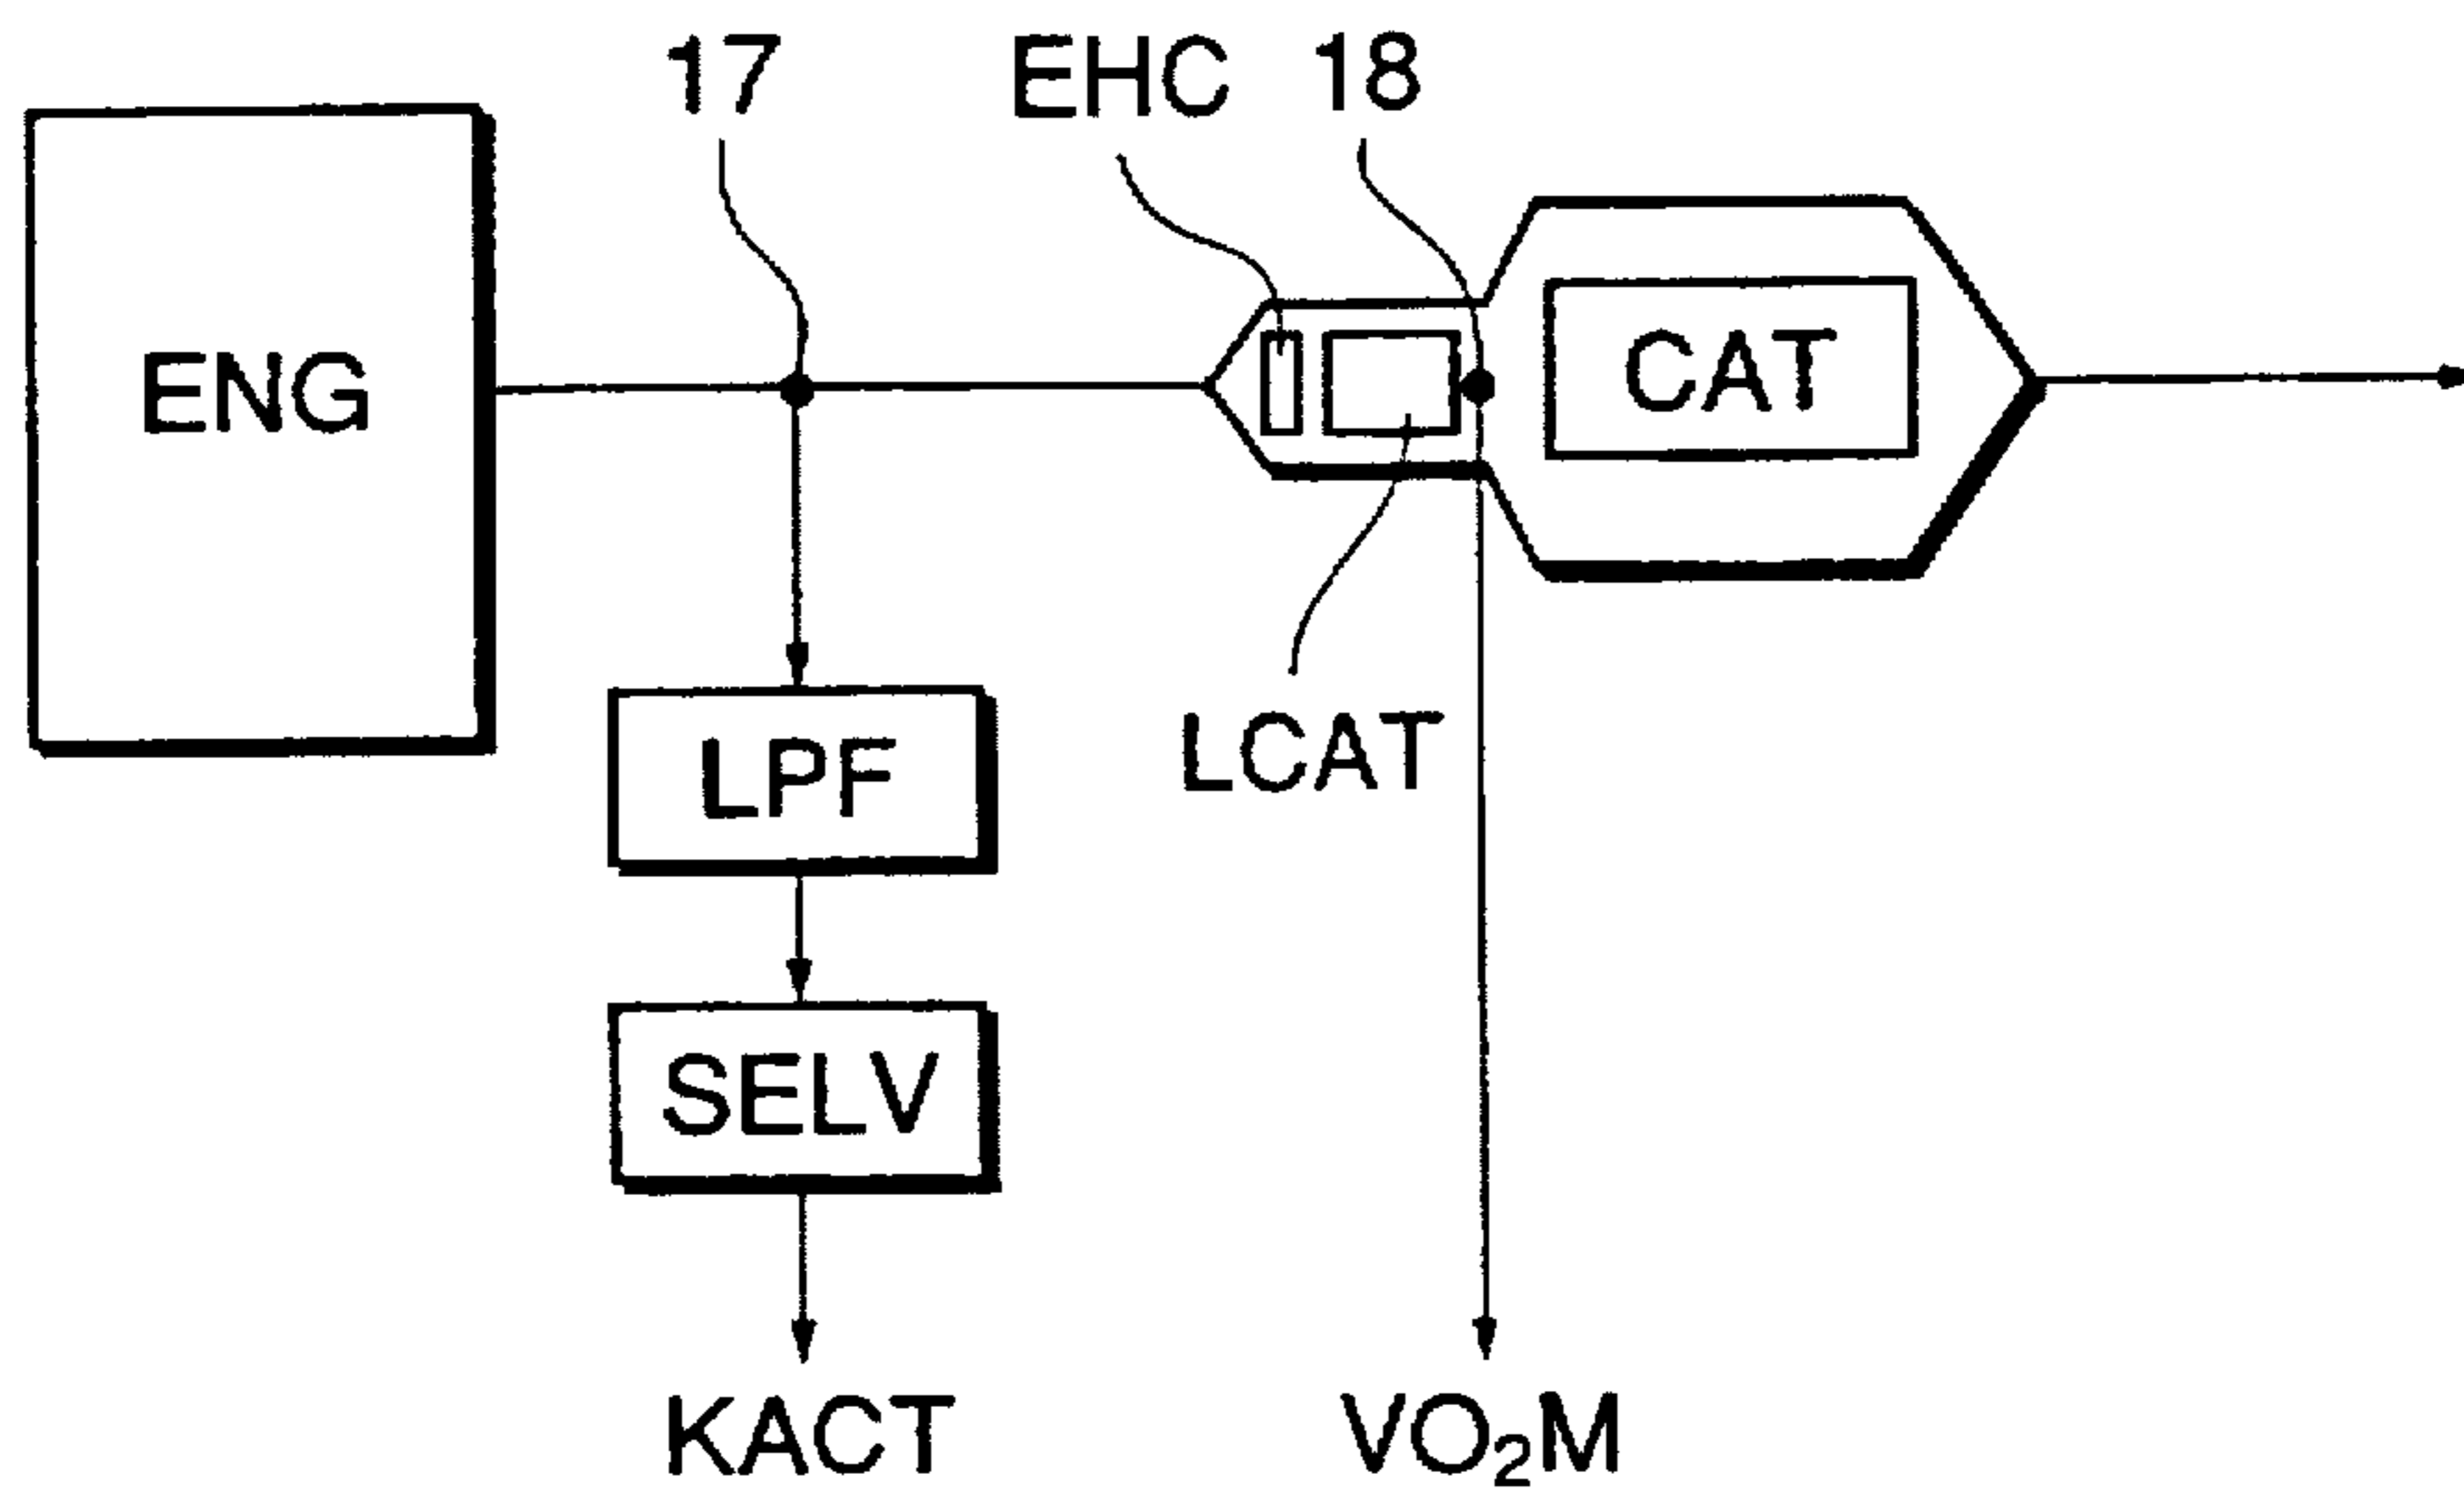 17
EHC
18
ENG
CAT
LPF
LCAT
SELV
KACT
VO₂M